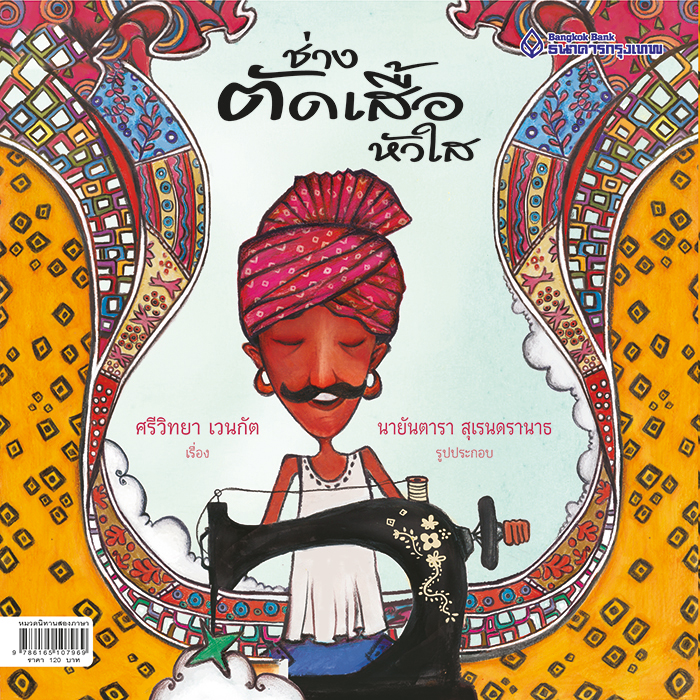 Bangkok Bank
ธนาคารกรุงเทพ
ช่าง
ตัดเสื้อ
หัวใส
ศรีวิทยา เวนกัต
เรื่อง
นายันตารา สุเรนดรานาธ
รูปประกอบ
หมวดนิทานสองภาษา
9 786165 107969
ราคา 120 บาท